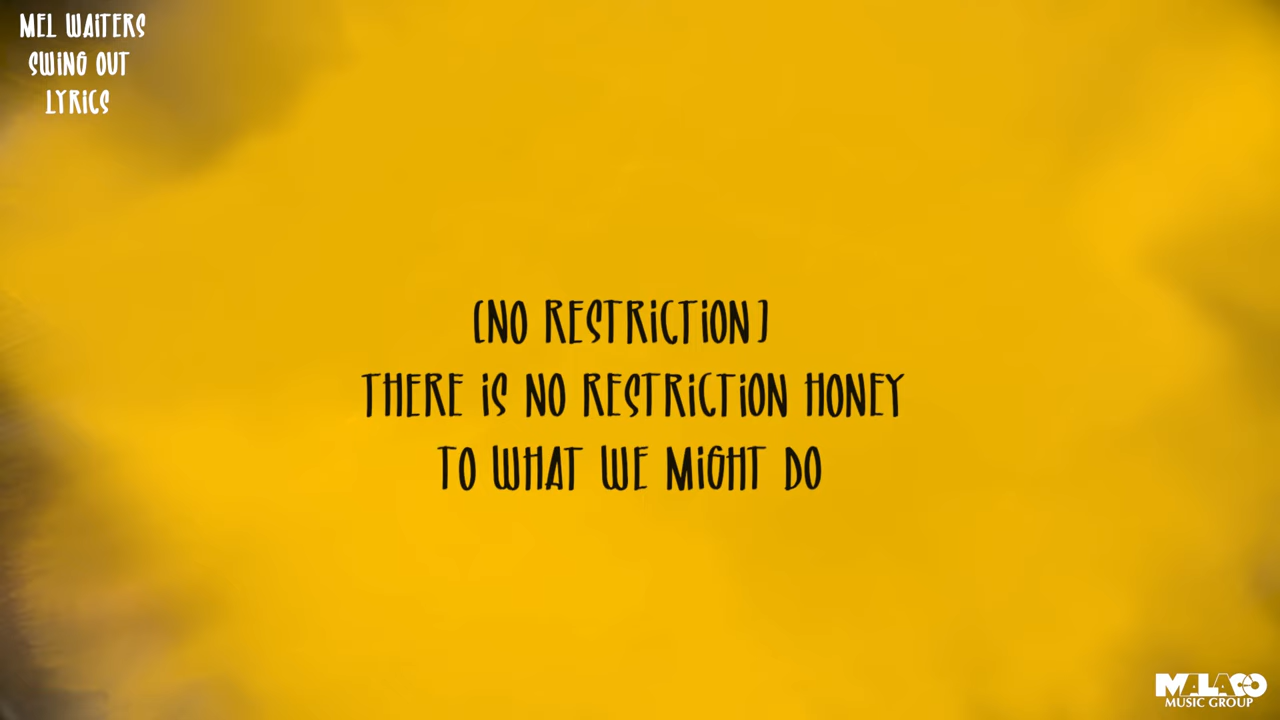 MEL WAITERS
SWING OUT
LYRICS
(NO RESTRICTION)
THERE IS NO RESTRICTION HONEY
TO WHAT WE MIGHT DO
MALACO
MUSIC GROUP